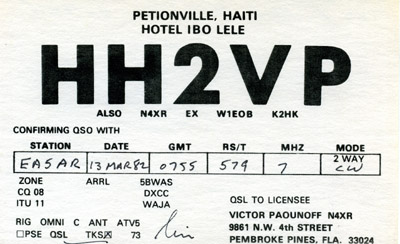 PETIONVILLE, HAITI
HOTEL IBO LELE
HH2VP
ALSO N4XR EX W1EOB K2HK
CONFIRMING QSO WITH
STATION DATE GMT RS/T MHZ MODE
EA5AR 13 MAR 82 0755 579 7 2 WAY CW
ZONE ARRL 5BWAS
CQ 08 DXCC
ITU 11 WAJA
QSL TO LICENSEE
RIG OMNI C ANT ATV5 VICTOR PAOUNOFF N4XR
□PSE QSL TKS☒ 73 9861 N.W. 4th STREET
PEMBROKE PINES, FLA. 33024